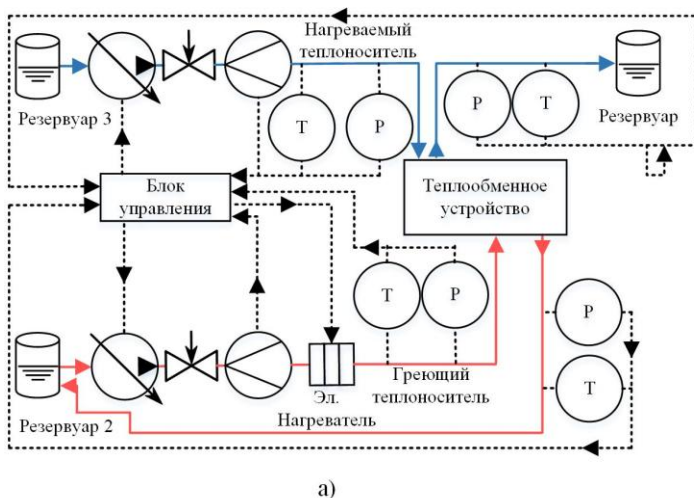 Нагреваемый
теплоноситель
Резервуар 3
T
P
P
T
Резервуар
Блок
управления
Теплообменное
устройство
T
P
P
T
Эл.
Нагреватель
Греющий
теплоноситель
Резервуар 2
а)